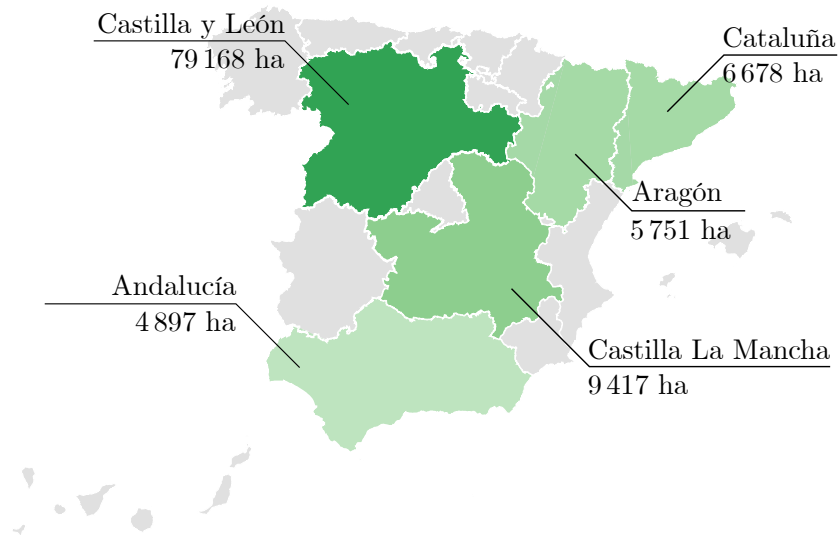 Castilla y León
79 168 ha
Cataluña
6 678 ha
Aragón
5 751 ha
Andalucía
4 897 ha
Castilla La Mancha
9 417 ha